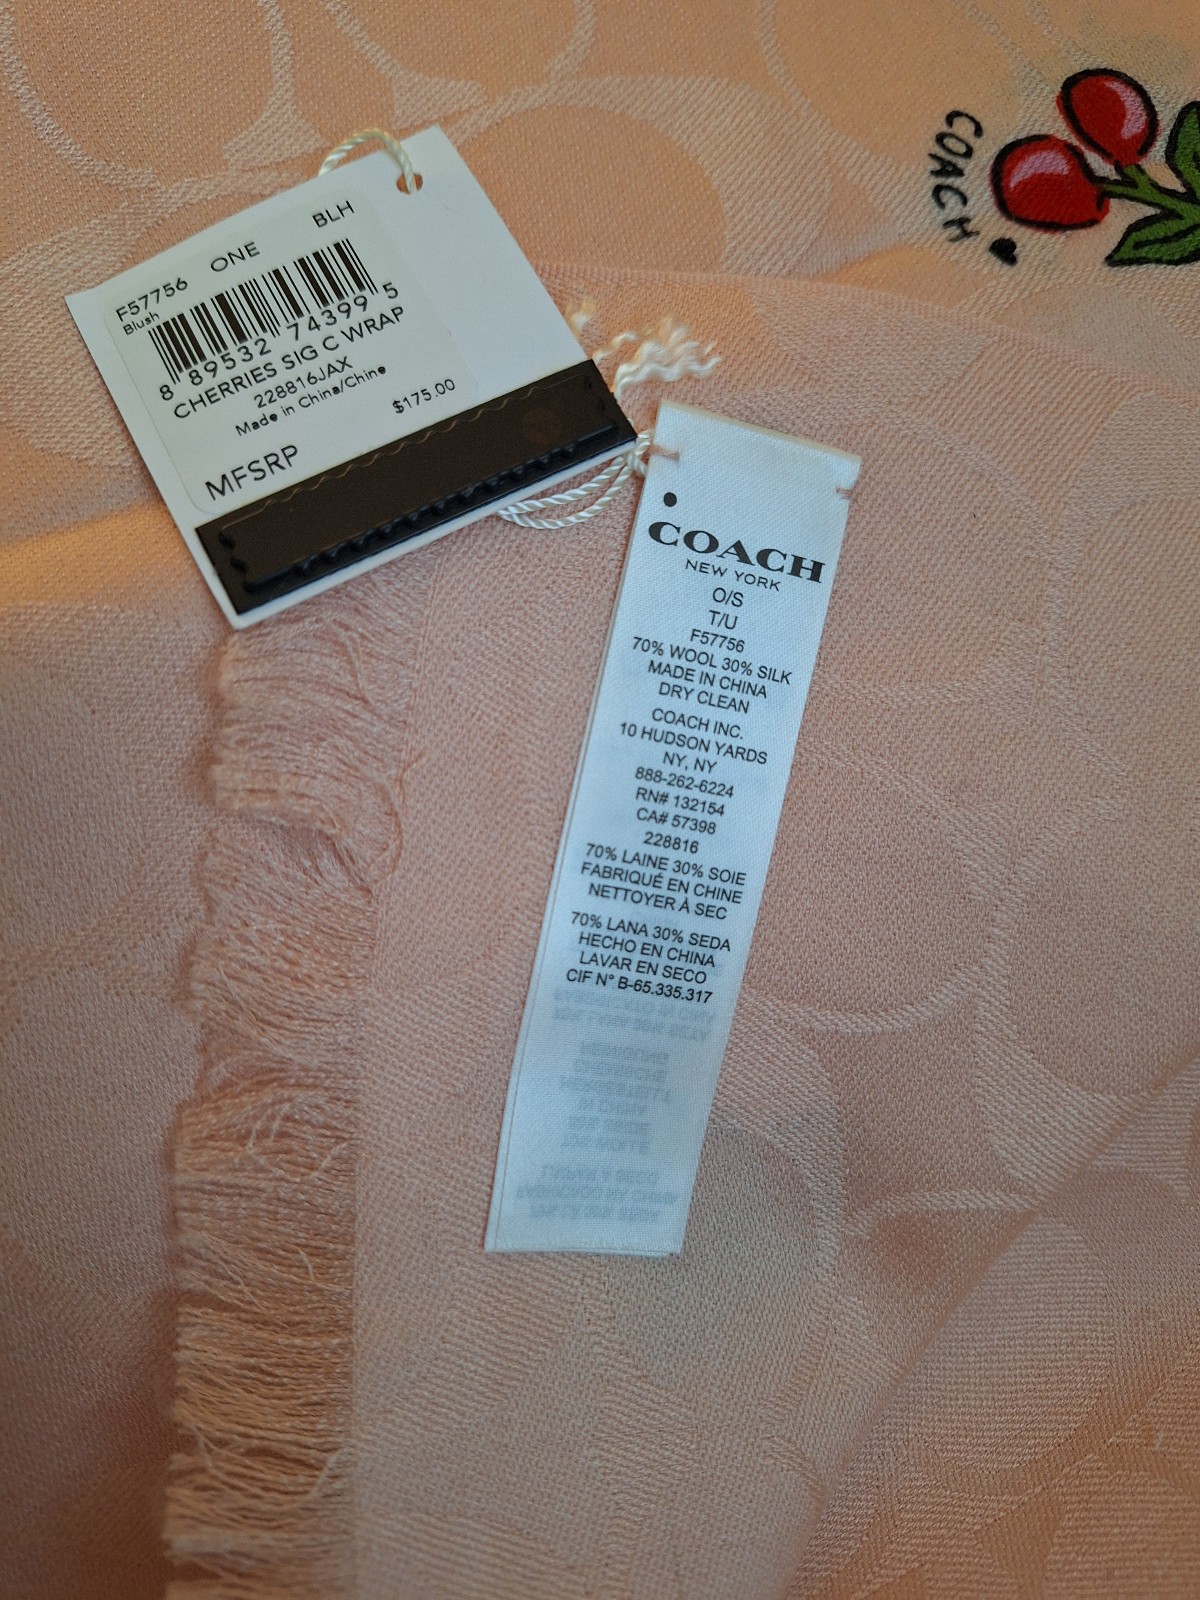 F57756 ONE BLH
Blush
8 89532 74399 5
CHERRIES SIG C WRAP
228816JAX
Made in China/Chine
$175.00
MFSRP
COACH
COACH
NEW YORK
O/S
T/U
F57756
70% WOOL 30% SILK
MADE IN CHINA
DRY CLEAN
COACH INC.
10 HUDSON YARDS
NY, NY
888-262-6224
RN# 132154
CA# 57398
228816
70% LAINE 30% SOIE
FABRIQUÉ EN CHINE
NETTOYER À SEC
70% LANA 30% SEDA
HECHO EN CHINA
LAVAR EN SECO
CIF N° B-65.335.317